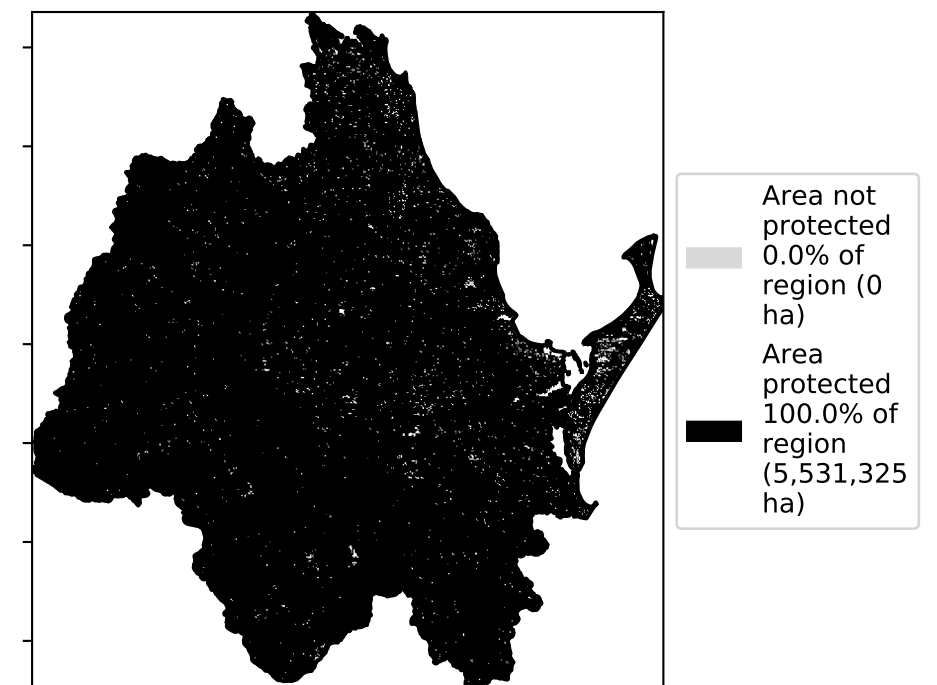 Area not
protected
0.0% of
region (0
ha)
Area
protected
100.0% of
region
(5,531,325
ha)